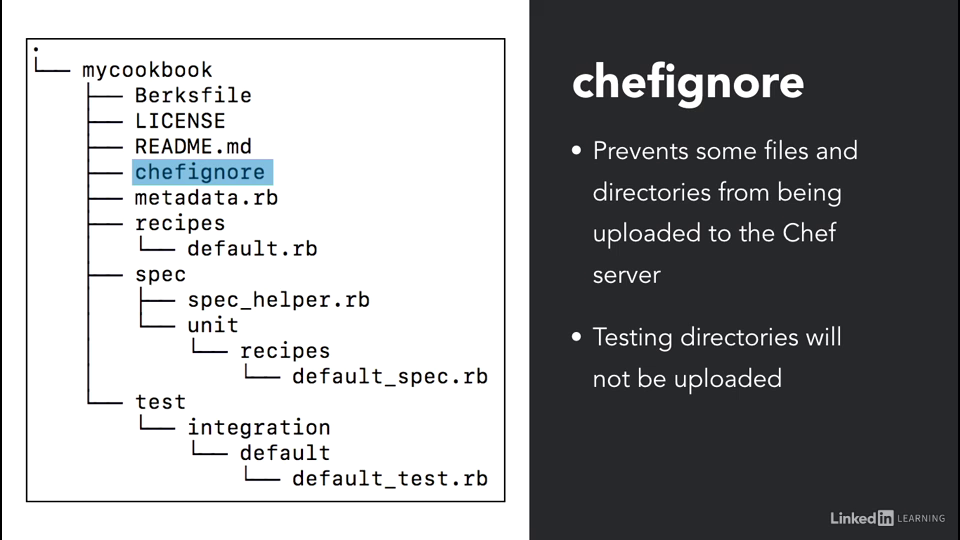 .
└── mycookbook
    ├── Berksfile
    ├── LICENSE
    ├── README.md
    ├── chefignore
    ├── metadata.rb
    ├── recipes
    │   └── default.rb
    ├── spec
    │   ├── spec_helper.rb
    │   └── unit
    │       └── recipes
    │           └── default_spec.rb
    └── test
        └── integration
            └── default
                └── default_test.rb
chefignore
• Prevents some files and
directories from being
uploaded to the Chef
server
• Testing directories will
not be uploaded
Linked in LEARNING